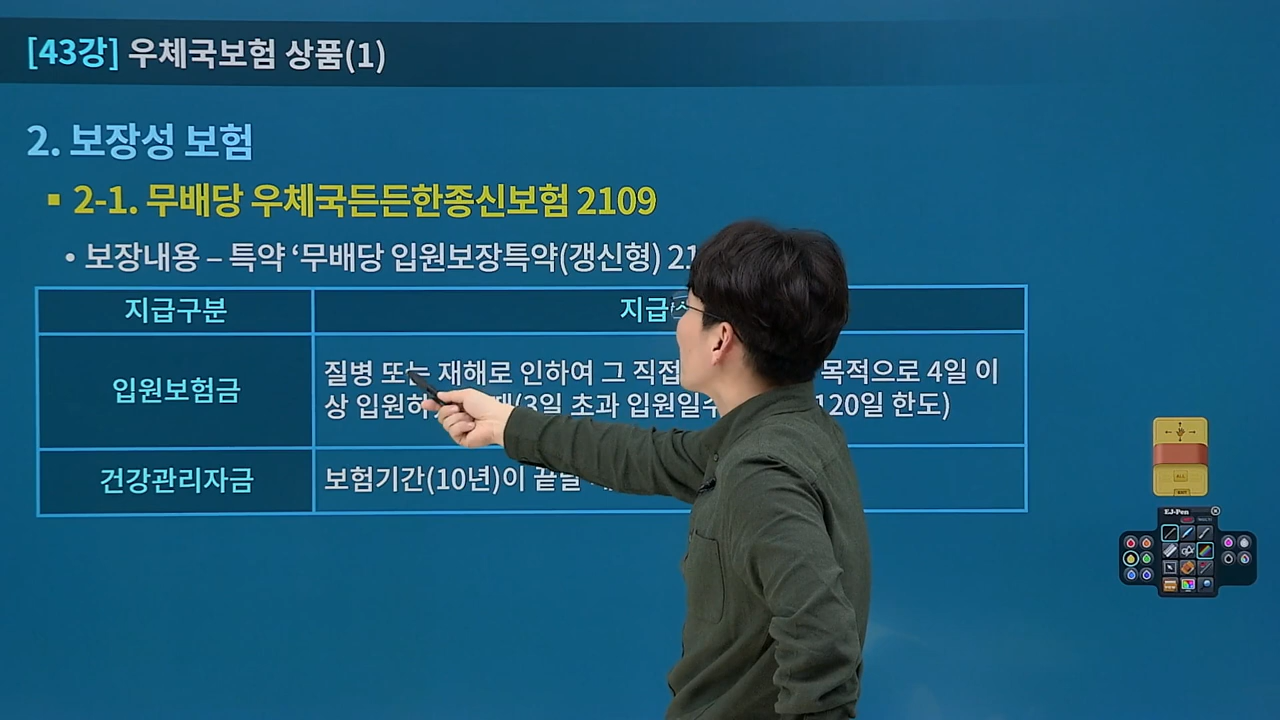 [43강] 우체국보험 상품(1)
2. 보장성 보험
▪ 2-1. 무배당 우체국든든한종신보험 2109
• 보장내용 – 특약 ‘무배당 입원보장특약(갱신형) 21
지급구분
지급
입원보험금
질병 또는 재해로 인하여 그 직접 목적으로 4일 이
상 입원 (3일 초과 입원일수 120일 한도)
건강관리자금
보험기간(10년)이 끝날
ALL
EXIT
EJ-Pen